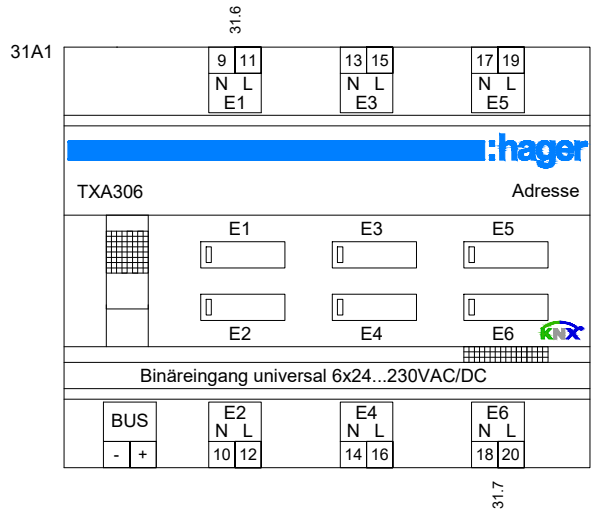 31.6
31A1
9 11 13 15 17 19
N L N L N L
E1 E3 E5
:hager
TXA306 Adresse
E1 E3 E5
E2 E4 E6 KNX
Binäreingang universal 6x24...230VAC/DC
BUS E2 E4 E6
N L N L N L
- + 10 12 14 16 18 20
31.7